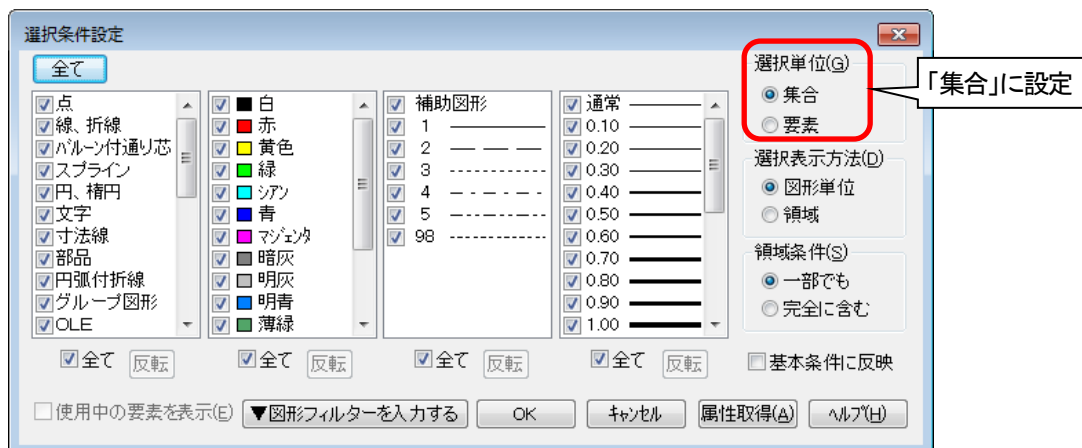 選択条件設定
全て
点
線、折線
バルーン付通り芯
スプライン
円、楕円
文字
寸法線
部品
円弧付折線
グループ図形
OLE
全て 反転
白
赤
黄色
緑
シアン
青
マジェンタ
暗灰
明灰
明青
薄緑
全て 反転
補助図形
1
2
3
4
5
98
全て 反転
通常
0.10
0.20
0.30
0.40
0.50
0.60
0.70
0.80
0.90
1.00
全て 反転
選択単位(G)
集合
要素
「集合」に設定
選択表示方法(D)
図形単位
領域
領域条件(S)
一部でも
完全に含む
基本条件に反映
使用中の要素を表示(E) ▼図形フィルターを入力する OK キャンセル 属性取得(A) ヘルプ(H)